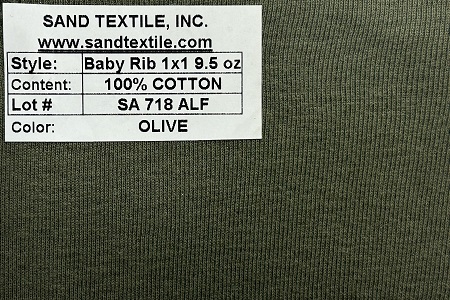 SAND TEXTILE, INC.
www.sandtextile.com
Style: Baby Rib 1x1 9.5 oz
Content: 100% COTTON
Lot # SA 718 ALF
Color: OLIVE